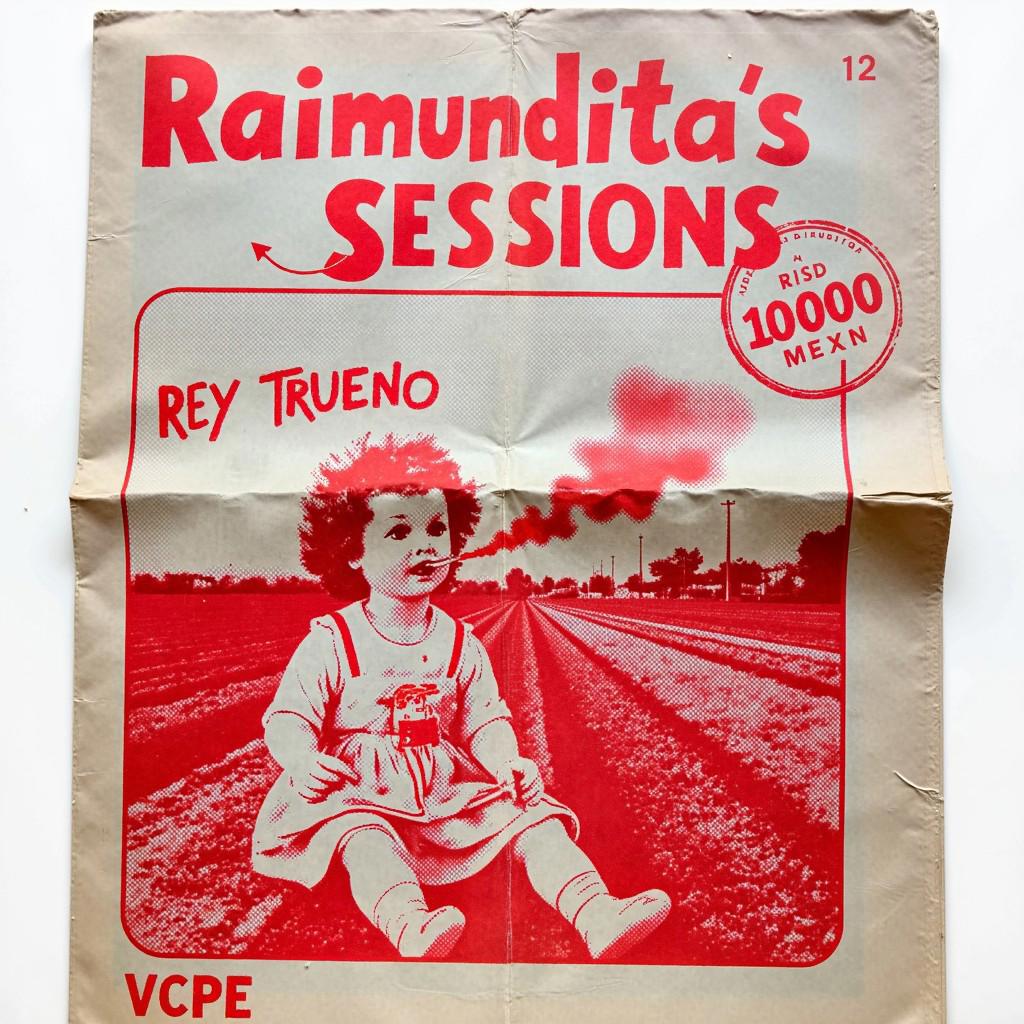 Raimundita's
12
SESSIONS
RISD
10000
MEXN
REY TRUENO
VCPE